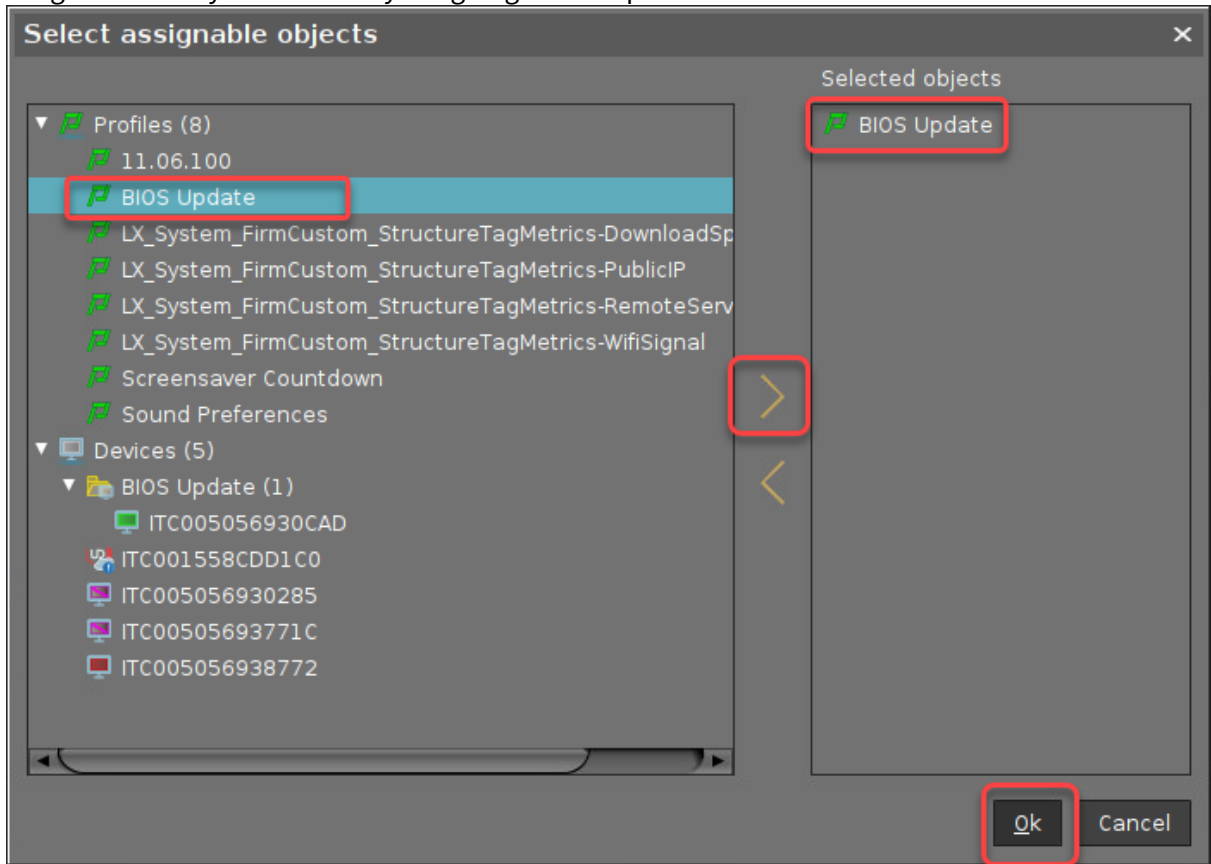 Select assignable objects
Selected objects
Profiles (8)
11.06.100
BIOS Update
LX_System_FirmCustom_StructureTagMetrics-DownloadSp
LX_System_FirmCustom_StructureTagMetrics-PublicIP
LX_System_FirmCustom_StructureTagMetrics-RemoteServ
LX_System_FirmCustom_StructureTagMetrics-WifiSignal
Screensaver Countdown
Sound Preferences
Devices (5)
BIOS Update (1)
ITC005056930CAD
ITC001558CDD1C0
ITC005056930285
ITC00505693771C
ITC005056938772
BIOS Update
Ok
Cancel